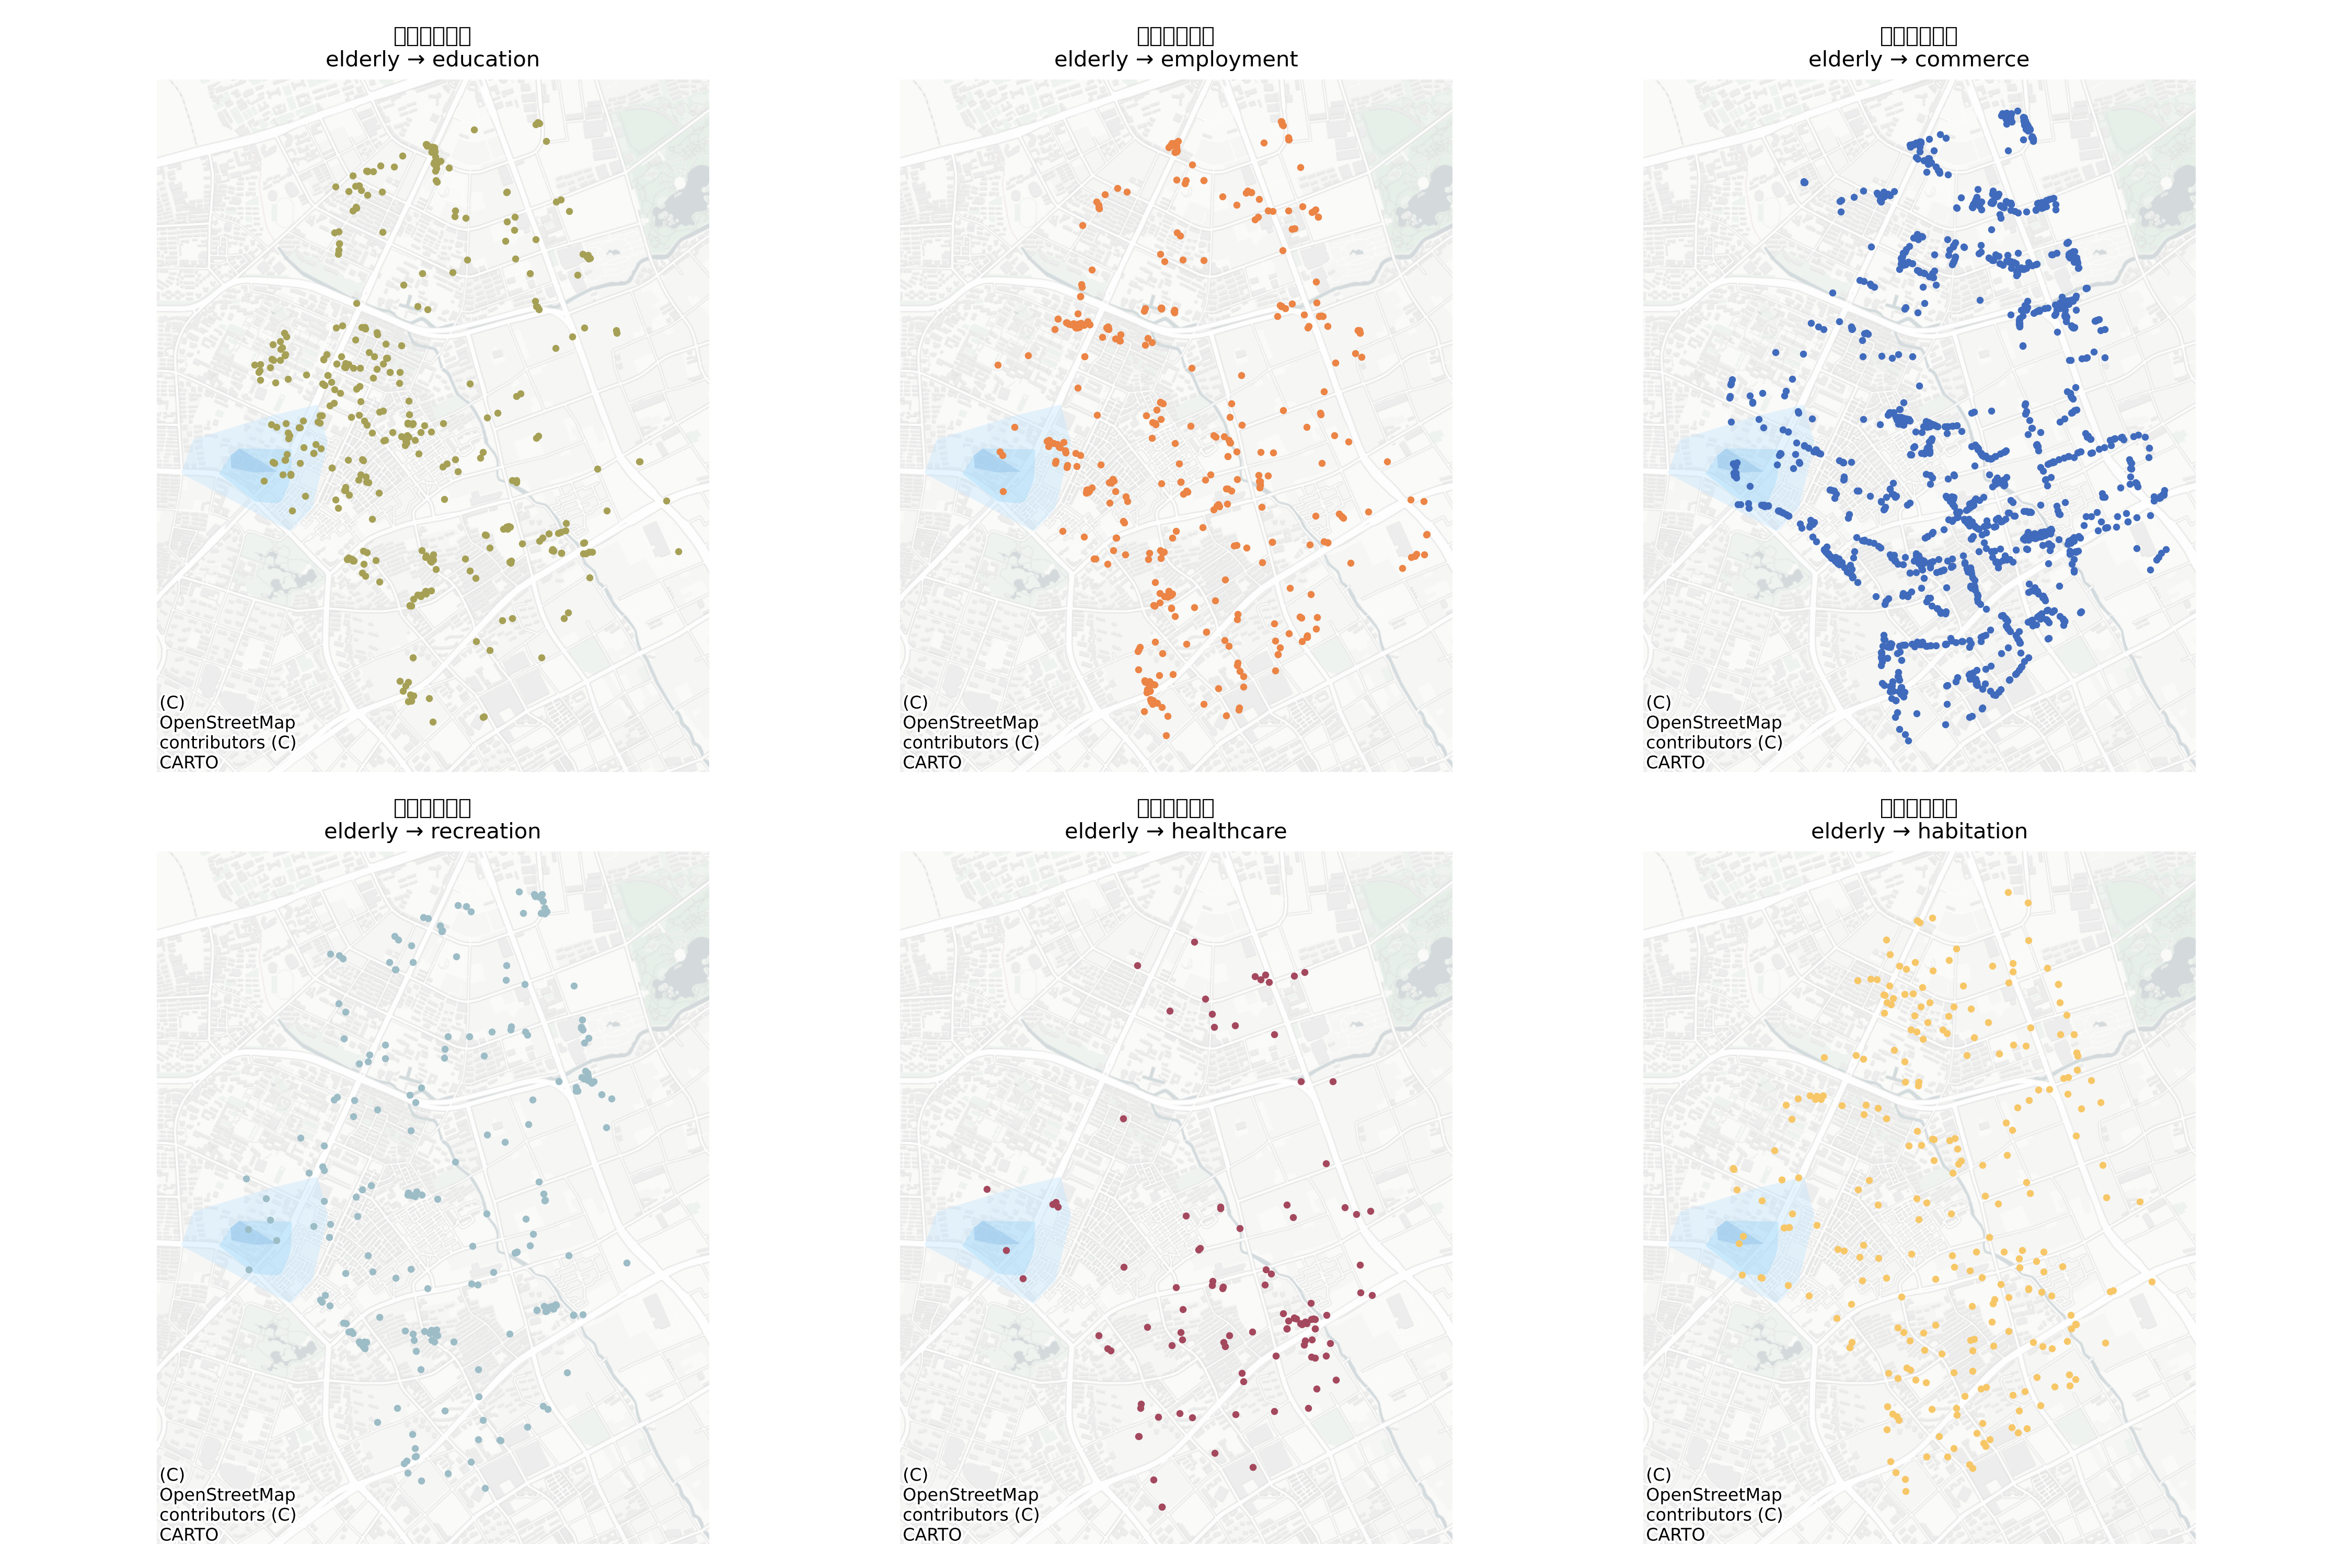 elderly → education
elderly → employment
elderly → commerce
(C)
OpenStreetMap
contributors (C)
CARTO
(C)
OpenStreetMap
contributors (C)
CARTO
(C)
OpenStreetMap
contributors (C)
CARTO
elderly → recreation
elderly → healthcare
elderly → habitation
(C)
OpenStreetMap
contributors (C)
CARTO
(C)
OpenStreetMap
contributors (C)
CARTO
(C)
OpenStreetMap
contributors (C)
CARTO